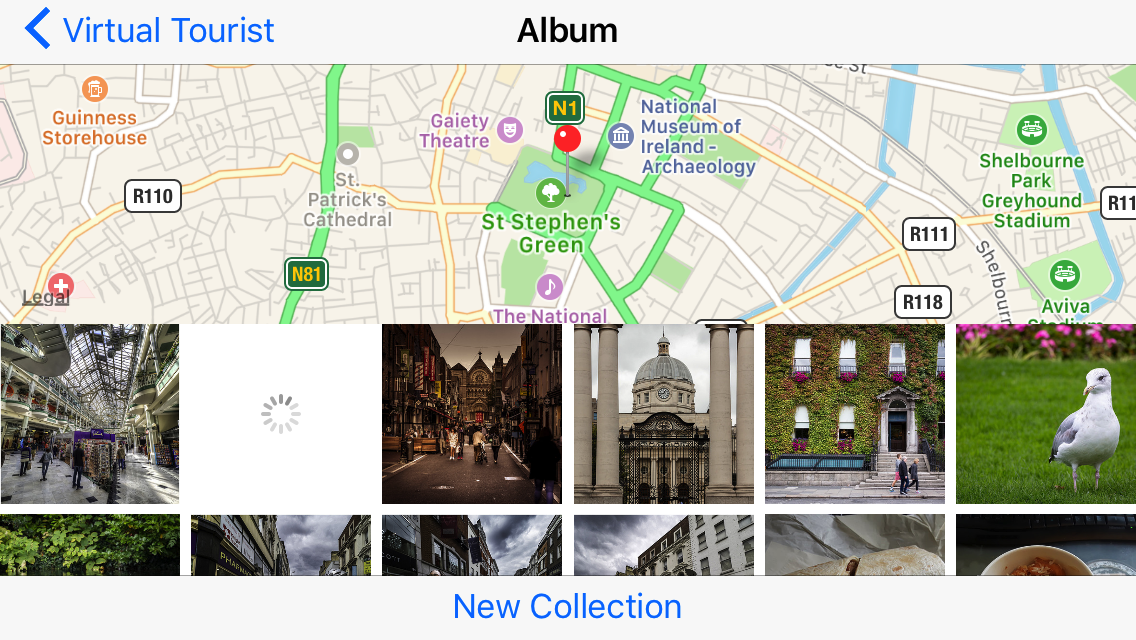 Virtual Tourist
Album
Guinness
Storehouse
Gaiety
Theatre
N1
National
Museum of
Ireland -
Archaeology
Shelbourne
Park
Greyhound
Stadium
R110
St.
Patrick's
Cathedral
St Stephen's
Green
R111
R11
N81
Legal
The National
R118
Shelbourn
Aviva
New Collection